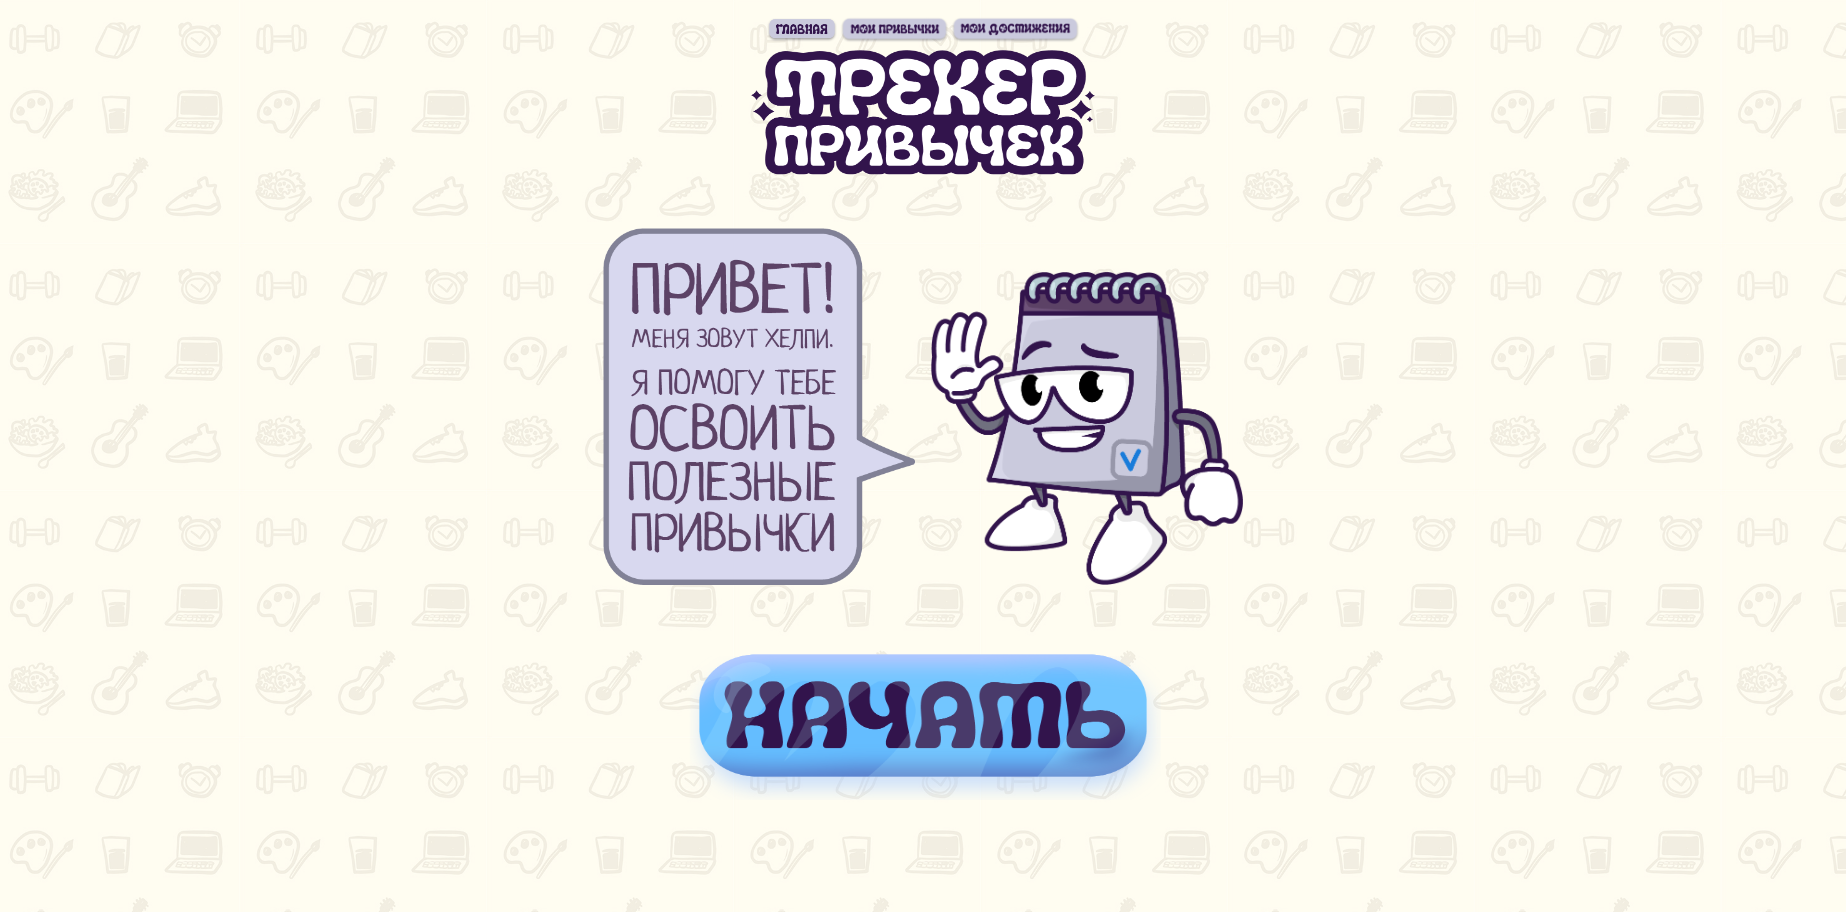 ГЛАВНАЯ МОИ ПРИВЫЧКИ МОИ ДОСТИЖЕНИЯ
ТРЕКЕР
ПРИВЫЧЕК
ПРИВЕТ!
МЕНЯ ЗОВУТ ХЕЛПИ.
Я ПОМОГУ ТЕБЕ
ОСВОИТЬ
ПОЛЕЗНЫЕ
ПРИВЫЧКИ
НАЧАТЬ